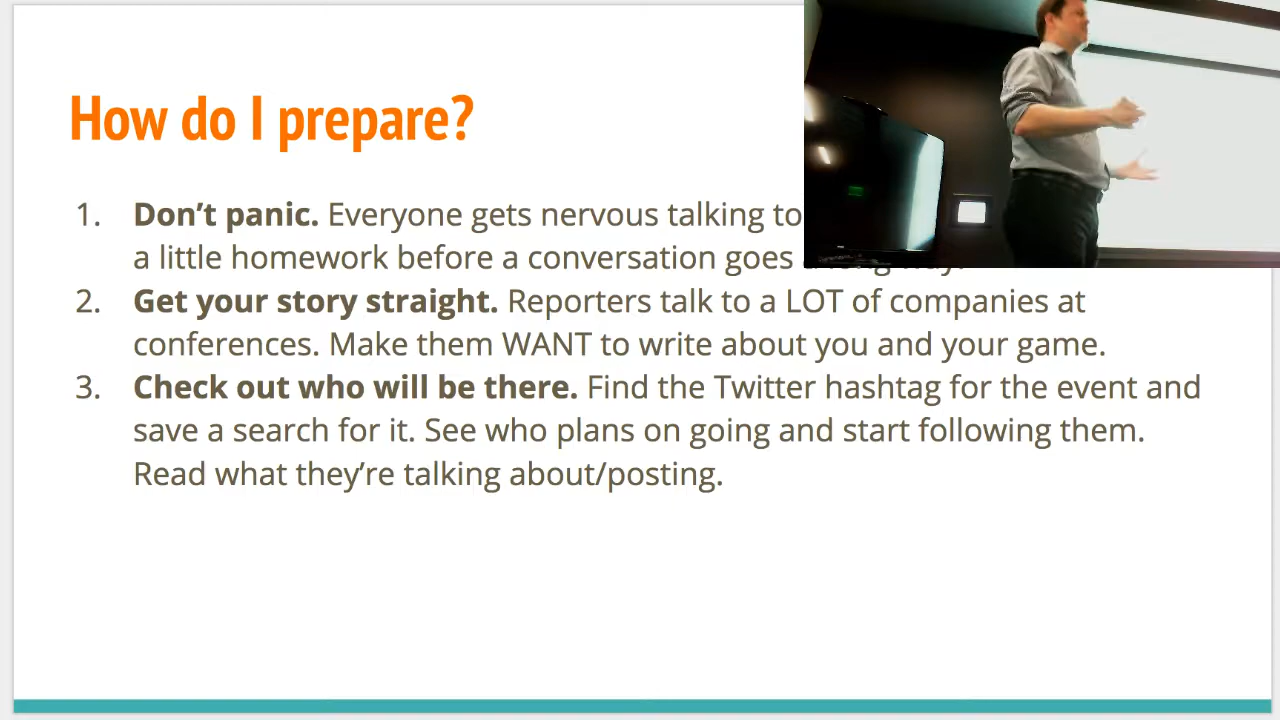 How do I prepare?
1. Don't panic. Everyone gets nervous talking to
a little homework before a conversation goes
2. Get your story straight. Reporters talk to a LOT of companies at
conferences. Make them WANT to write about you and your game.
3. Check out who will be there. Find the Twitter hashtag for the event and
save a search for it. See who plans on going and start following them.
Read what they're talking about/posting.